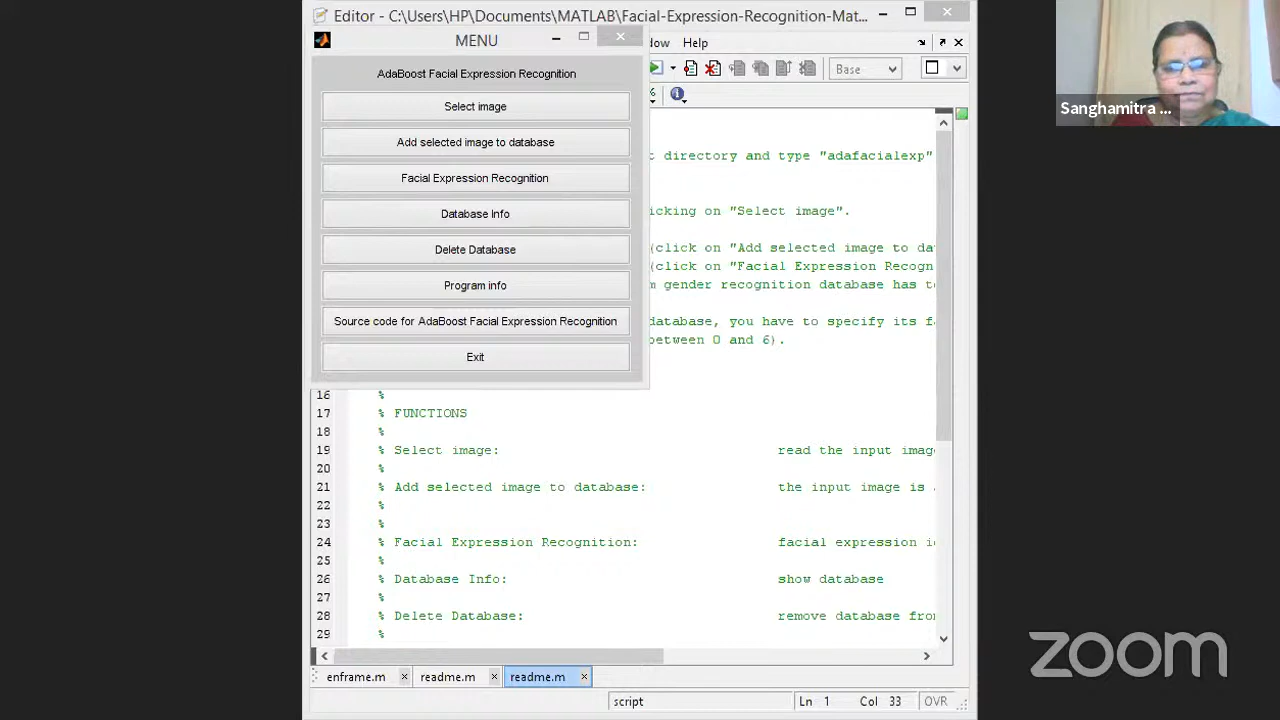 Editor - C:\Users\HP\Documents\MATLAB\Facial-Expression-Recognition-Mat...
MENU
Help
AdaBoost Facial Expression Recognition
Select image
Add selected image to database
Facial Expression Recognition
Database Info
Delete Database
Program info
Source code for AdaBoost Facial Expression Recognition
Exit
Base
directory and type "adafacialexp"
on "Select image".
(click on "Add selected image to
(click on "Facial Expression
gender recognition database has
database, you have to specify its
between 0 and 6).
16 %
17 % FUNCTIONS
18 %
19 % Select image: read the input
20 %
21 % Add selected image to database: the input image is
22 %
23 %
24 % Facial Expression Recognition: facial expression
25 %
26 % Database Info: show database
27 %
28 % Delete Database: remove database
29 %
enframe.m
readme.m
readme.m
script
Ln 1 Col 33 OVR
Sanghamitra ...
zoom